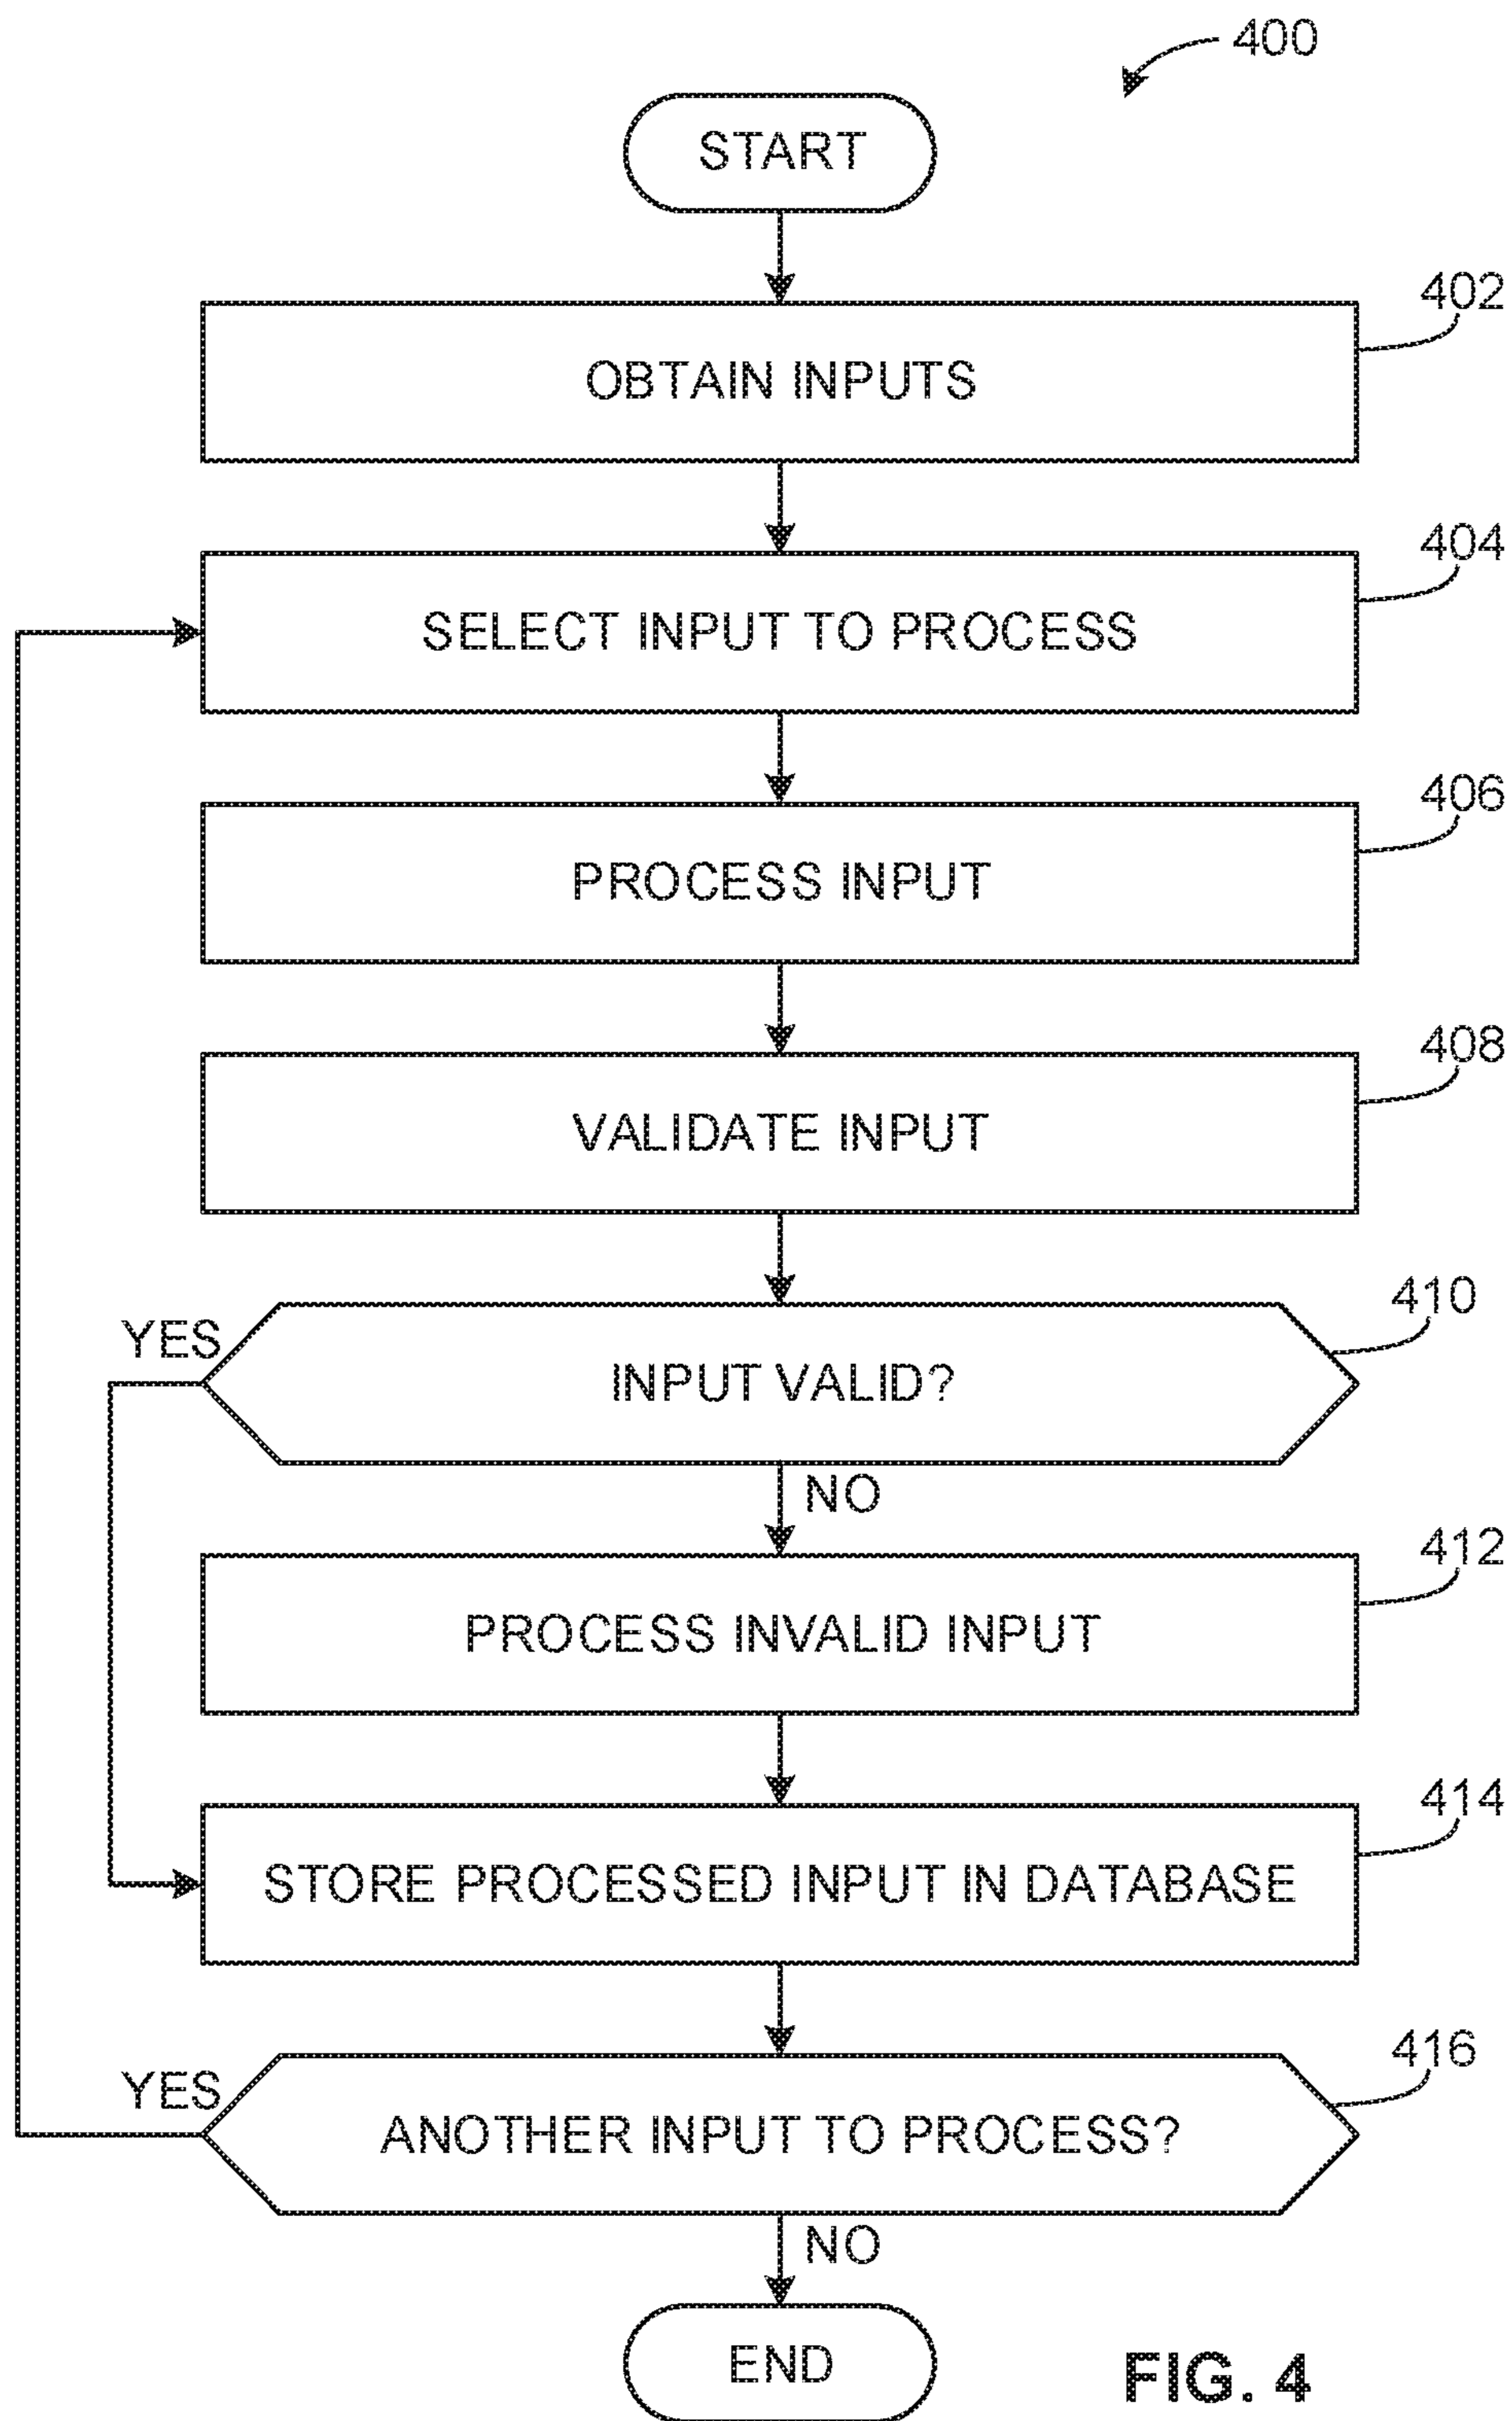 400
START
402
OBTAIN INPUTS
404
SELECT INPUT TO PROCESS
406
PROCESS INPUT
408
VALIDATE INPUT
410
YES
INPUT VALID?
NO
412
PROCESS INVALID INPUT
414
STORE PROCESSED INPUT IN DATABASE
416
YES
ANOTHER INPUT TO PROCESS?
NO
END
FIG. 4